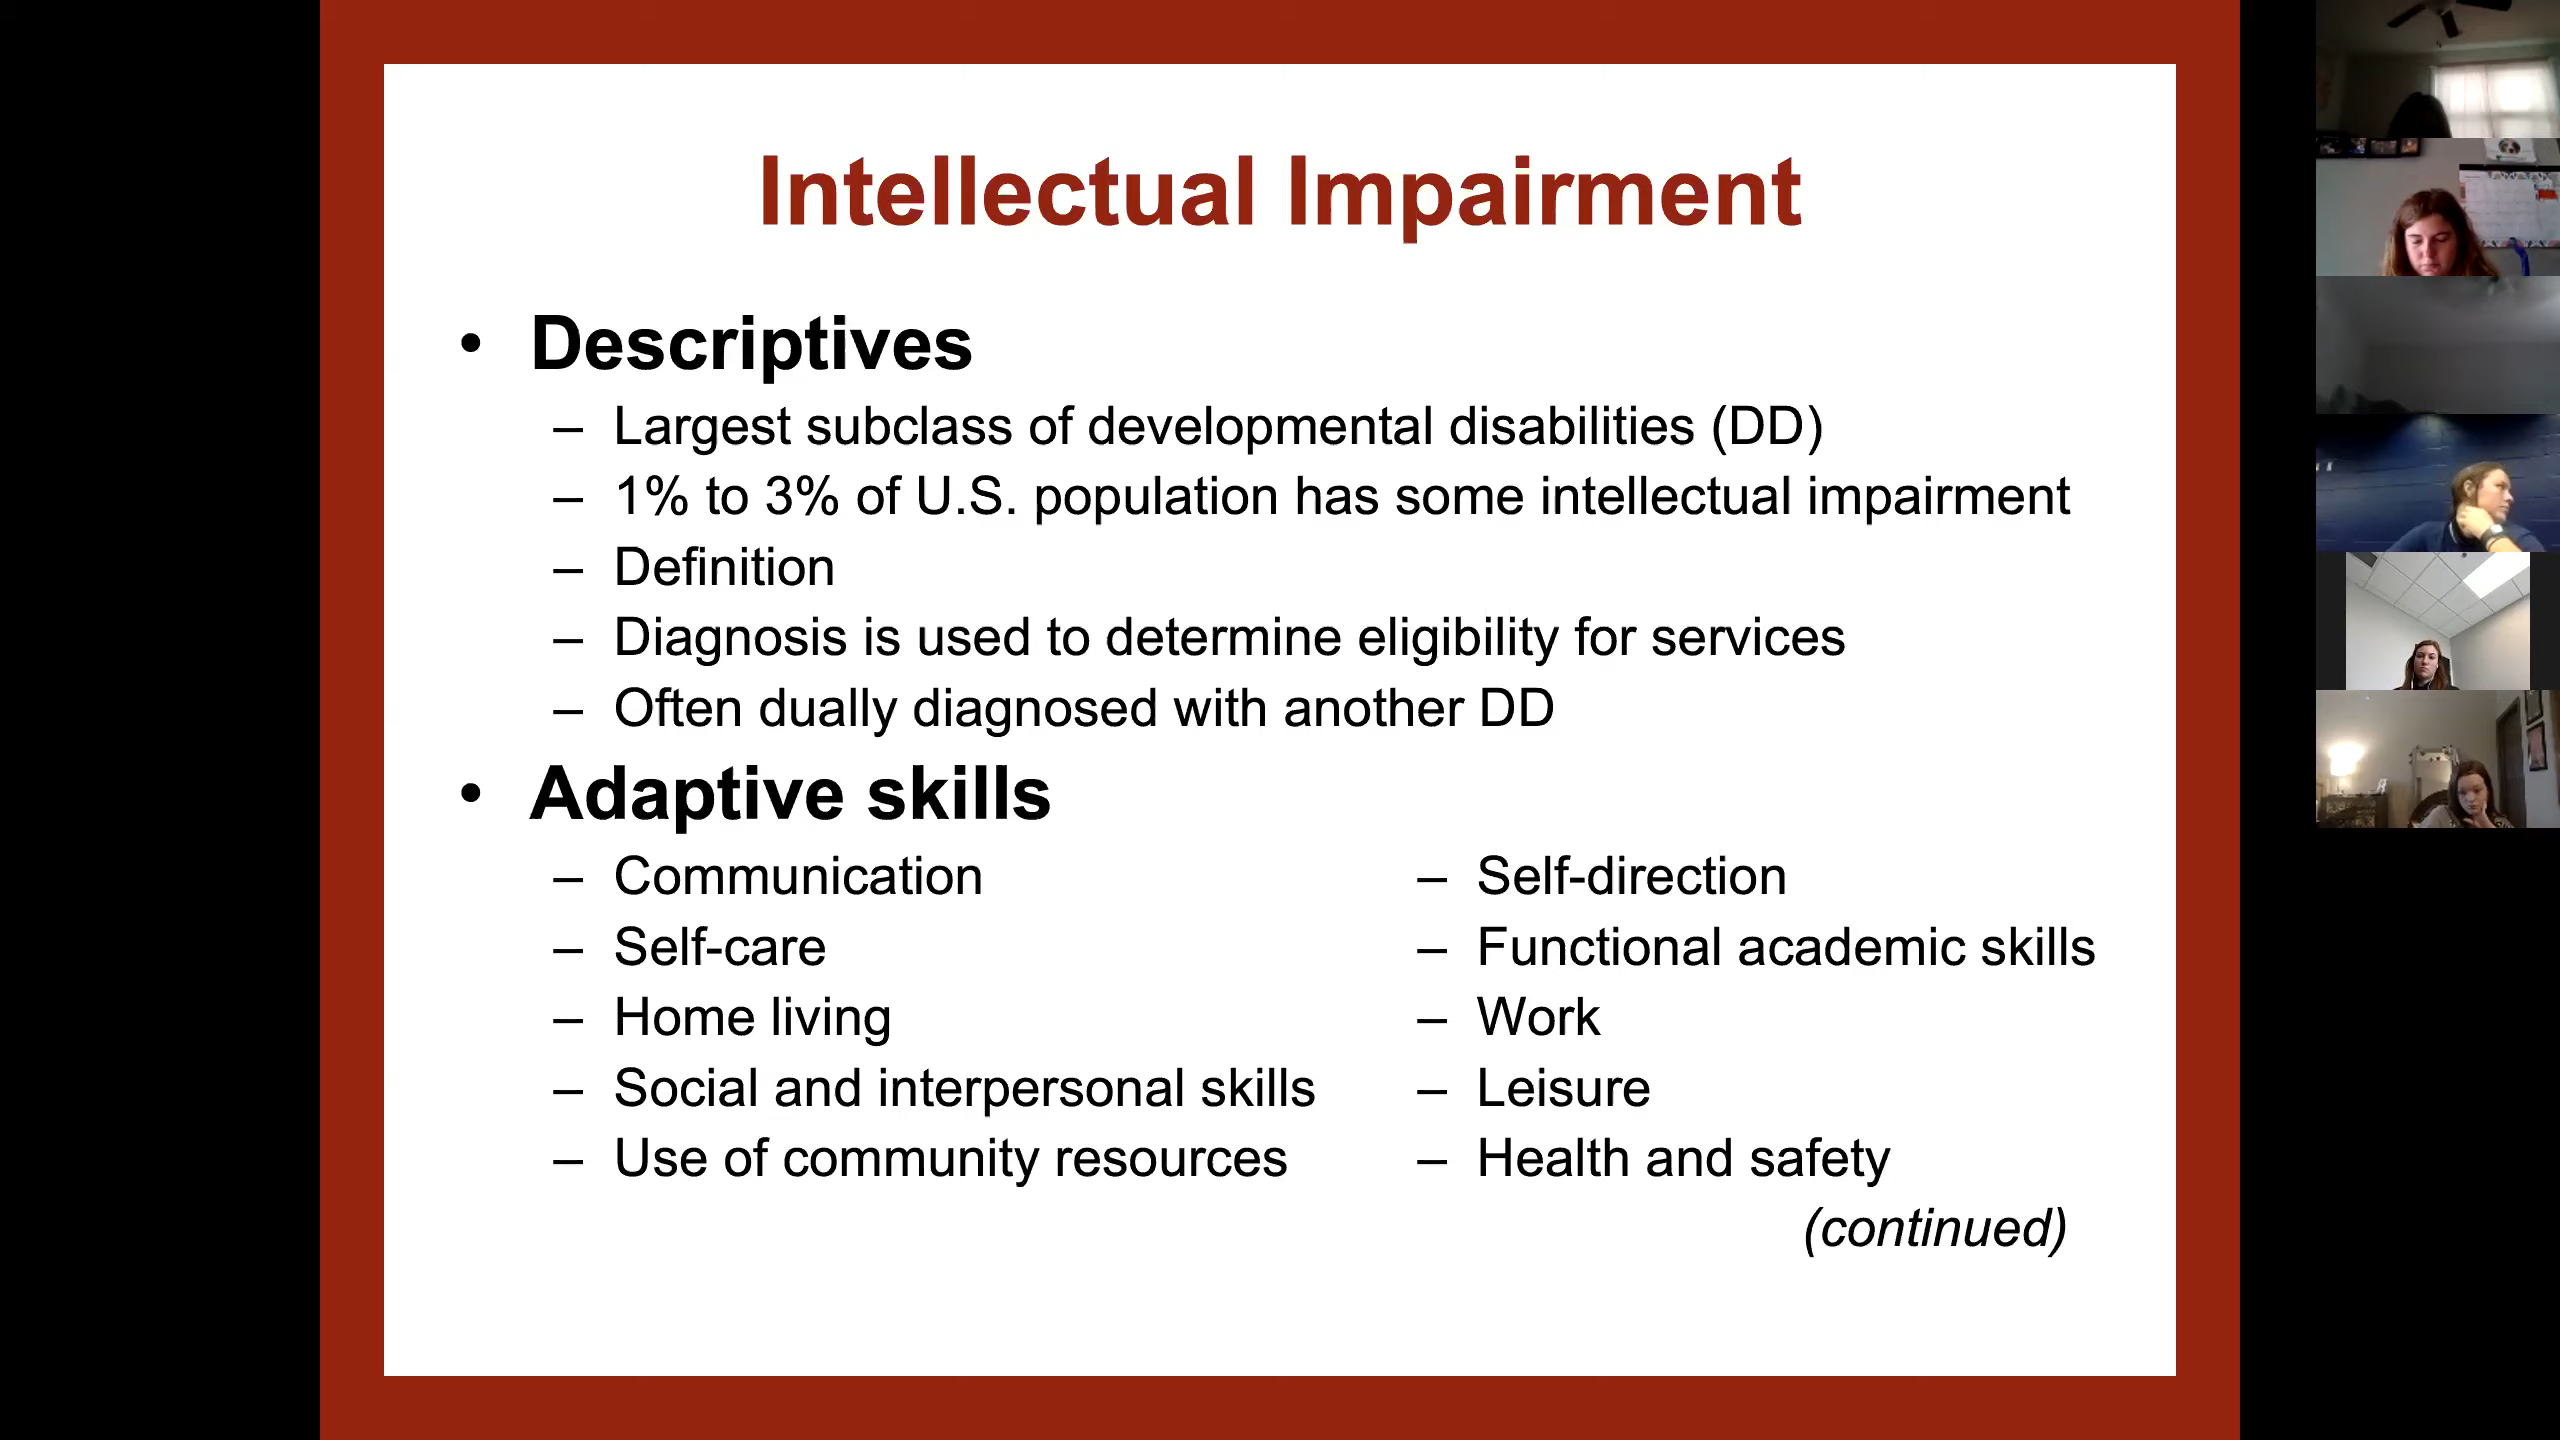 Intellectual Impairment
• Descriptives
– Largest subclass of developmental disabilities (DD)
– 1% to 3% of U.S. population has some intellectual impairment
– Definition
– Diagnosis is used to determine eligibility for services
– Often dually diagnosed with another DD
• Adaptive skills
– Communication
– Self-care
– Home living
– Social and interpersonal skills
– Use of community resources
– Self-direction
– Functional academic skills
– Work
– Leisure
– Health and safety
(continued)